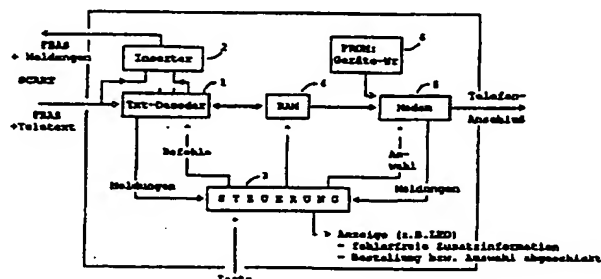 FBAS
+ Meldungen
SCART
FBAS
+Teletext
Inserter
2
PROM:
Geräte-Nr
6
1
Txt-Decoder
4
RAM
5
Modem
Telefon-
Anschluß
Befehle
An-
wahl
Meldungen
Meldungen
3
STEUERUNG
Anzeige (z.B.LED)
- fehlerfreie Zusatzinformation
- Bestellung bzw. Auswahl abgeschickt